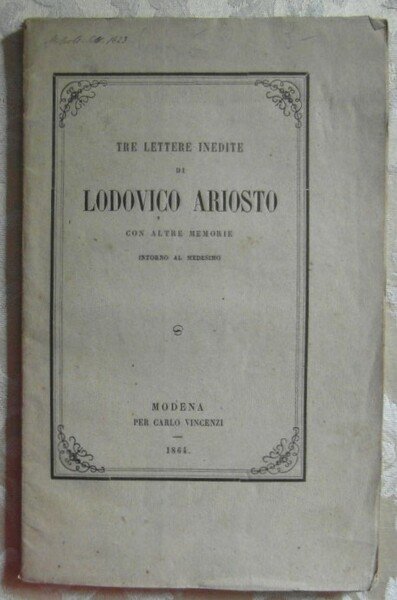 TRE LETTERE INEDITE
DI
LODOVICO ARIOSTO
CON ALTRE MEMORIE
INTORNO AL MEDESIMO
MODENA
PER CARLO VINCENZI
1864.